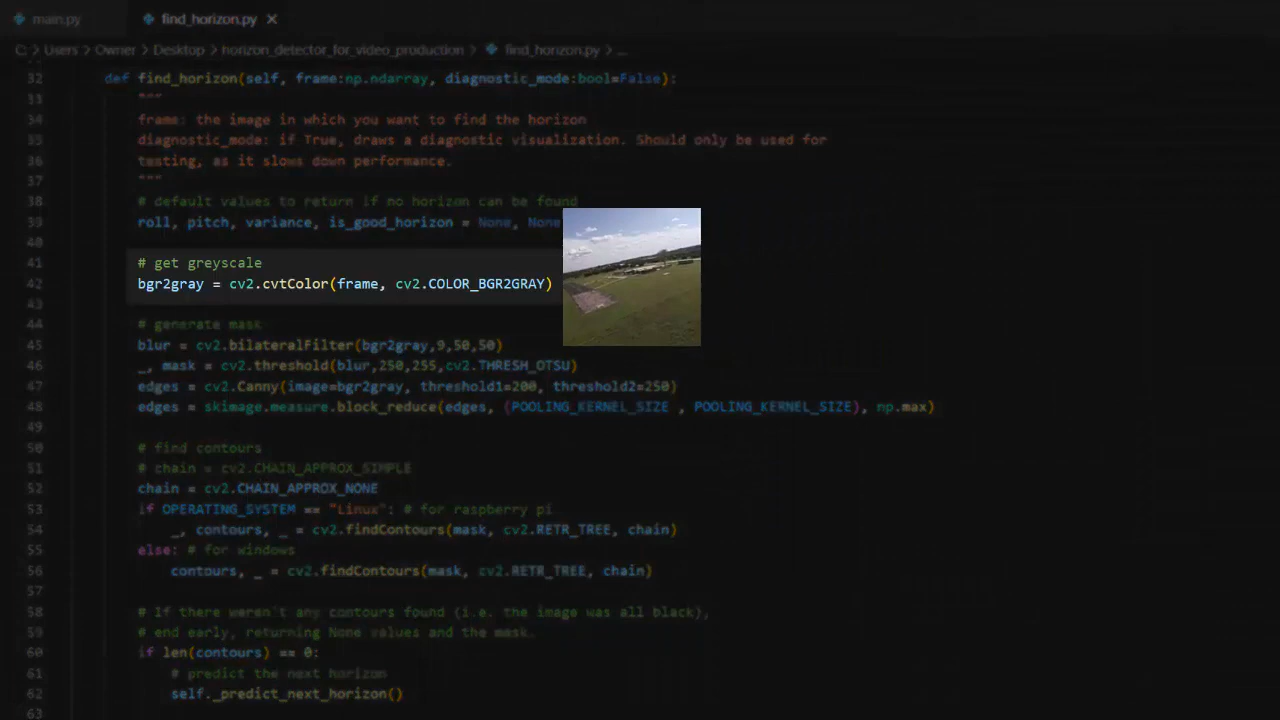 main.py
find_horizon.py ×
C: > Users > Owner > Desktop > horizon_detector_for_video_production > find_horizon.py > ...
32 def find_horizon(self, frame:np.ndarray, diagnostic_mode:bool=False):
33 """
34 frame: the image in which you want to find the horizon
35 diagnostic_mode: if True, draws a diagnostic visualization. Should only be used for
36 testing, as it slows down performance.
37 """
38 # default values to return if no horizon can be found
39 roll, pitch, variance, is_good_horizon = None, None
40
41 # get greyscale
42 bgr2gray = cv2.cvtColor(frame, cv2.COLOR_BGR2GRAY)
43
44 # generate mask
45 blur = cv2.bilateralFilter(bgr2gray,9,50,50)
46 _, mask = cv2.threshold(blur,250,255,cv2.THRESH_OTSU)
47 edges = cv2.Canny(image=bgr2gray, threshold1=200, threshold2=250)
48 edges = skimage.measure.block_reduce(edges, (POOLING_KERNEL_SIZE , POOLING_KERNEL_SIZE), np.max)
49
50 # find contours
51 # chain = cv2.CHAIN_APPROX_SIMPLE
52 chain = cv2.CHAIN_APPROX_NONE
53 if OPERATING_SYSTEM == "Linux": # for raspberry pi
54 _, contours, _ = cv2.findContours(mask, cv2.RETR_TREE, chain)
55 else: # for windows
56 contours, _ = cv2.findContours(mask, cv2.RETR_TREE, chain)
57
58 # If there weren't any contours found (i.e. the image was all black),
59 # end early, returning None values and the mask.
60 if len(contours) == 0:
61 # predict the next horizon
62 self._predict_next_horizon()
63